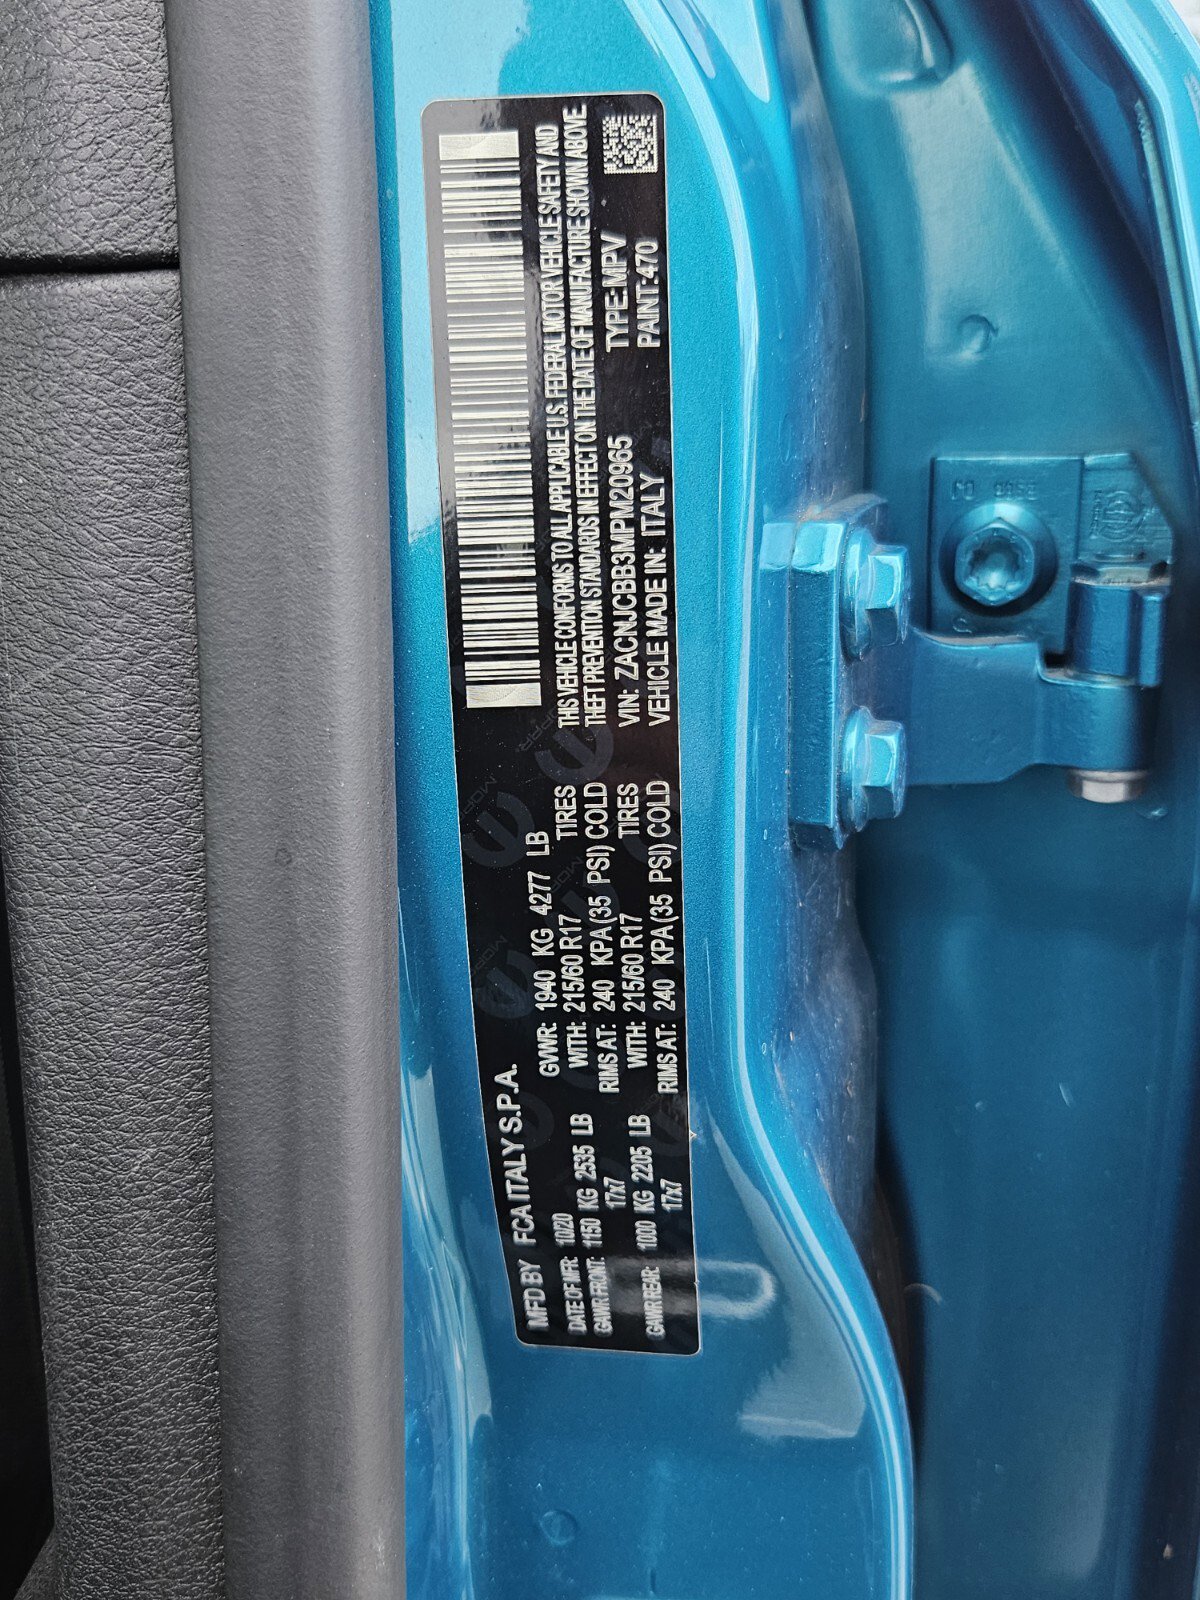 MFD BY FCA ITALY S.P.A.
DATE OF MFR: 10/20 GVWR: 1940 KG 4277 LB
GAWR FRONT: 1150 KG 2535 LB WITH: 215/60 R17 TIRES
17x7 RIMS AT: 240 KPA(35 PSI) COLD
GAWR REAR: 1000 KG 2205 LB WITH: 215/60 R17 TIRES
17x7 RIMS AT: 240 KPA(35 PSI) COLD
THIS VEHICLE CONFORMS TO ALL APPLICABLE U.S. FEDERAL MOTOR VEHICLE SAFETY AND
THEFT PREVENTION STANDARDS IN EFFECT ON THE DATE OF MANUFACTURE SHOWN ABOVE.
VIN: ZACNJCBB3MPM20965 TYPE:MPV
VEHICLE MADE IN: ITALY PAINT:470
MOPAR
MOPAR
MOPAR
MOPAR